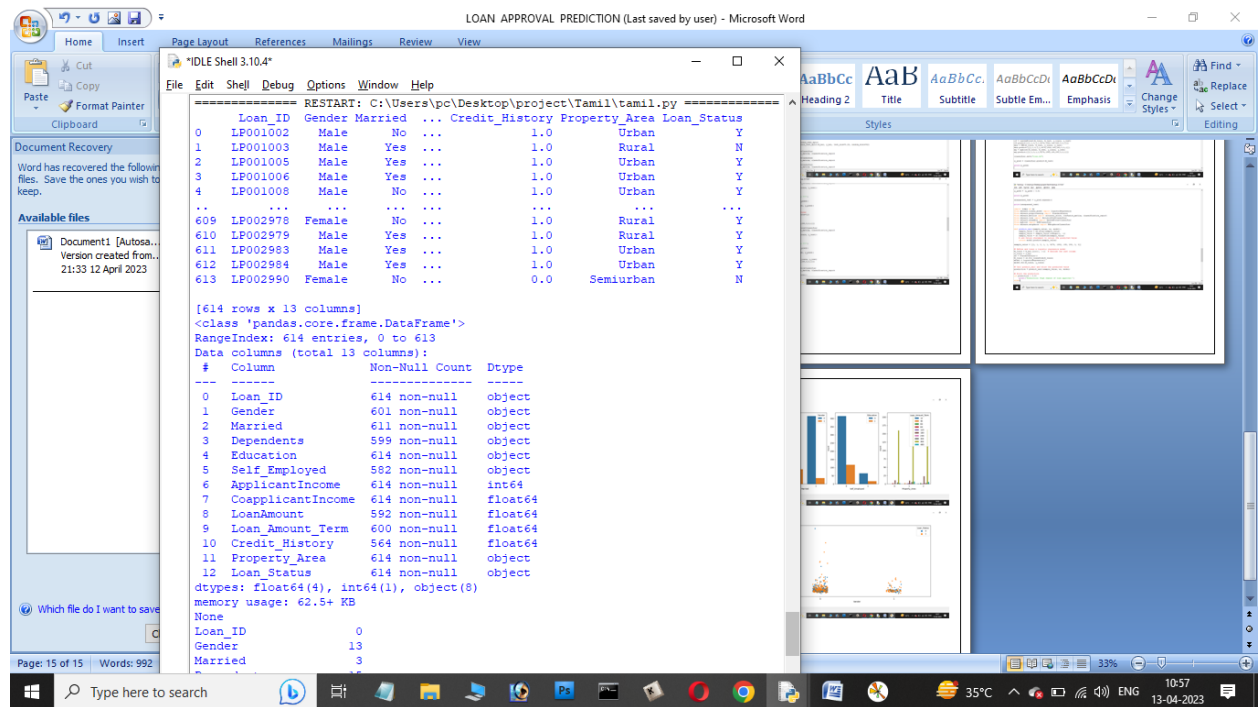 LOAN APPROVAL PREDICTION (Last saved by user) - Microsoft Word
Home Insert Page Layout References Mailings Review View
Cut
Copy
Paste
Format Painter
Clipboard
AaBbCc AaB AaBbCc. AaBbCcDı AaBbCcDı
Heading 2 Title Subtitle Subtle Em... Emphasis
Change Styles
Styles
Find
Replace
Select
Editing
Document Recovery
Word has recovered the followin
files. Save the ones you wish to
keep.
Available files
Document1 [Autosa...
Version created from..
21:33 12 April 2023
Which file do I want to save
C
*IDLE Shell 3.10.4*
File Edit Shell Debug Options Window Help
============== RESTART: C:\Users\pc\Desktop\project\Tamil\tamil.py =============
Loan_ID Gender Married ... Credit_History Property_Area Loan_Status
0 LP001002 Male No ... 1.0 Urban Y
1 LP001003 Male Yes ... 1.0 Rural N
2 LP001005 Male Yes ... 1.0 Urban Y
3 LP001006 Male Yes ... 1.0 Urban Y
4 LP001008 Male No ... 1.0 Urban Y
.. ... ... ... ... ... ... ...
609 LP002978 Female No ... 1.0 Rural Y
610 LP002979 Male Yes ... 1.0 Rural Y
611 LP002983 Male Yes ... 1.0 Urban Y
612 LP002984 Male Yes ... 1.0 Urban Y
613 LP002990 Female No ... 0.0 Semiurban N
[614 rows x 13 columns]
<class 'pandas.core.frame.DataFrame'>
RangeIndex: 614 entries, 0 to 613
Data columns (total 13 columns):
# Column Non-Null Count Dtype
--- ------ -------------- -----
0 Loan_ID 614 non-null object
1 Gender 601 non-null object
2 Married 611 non-null object
3 Dependents 599 non-null object
4 Education 614 non-null object
5 Self_Employed 582 non-null object
6 ApplicantIncome 614 non-null int64
7 CoapplicantIncome 614 non-null float64
8 LoanAmount 592 non-null float64
9 Loan_Amount_Term 600 non-null float64
10 Credit_History 564 non-null float64
11 Property_Area 614 non-null object
12 Loan_Status 614 non-null object
dtypes: float64(4), int64(1), object(8)
memory usage: 62.5+ KB
None
Loan_ID 0
Gender 13
Married 3
Page: 15 of 15 Words: 992
33%
Type here to search
35°C ENG 10:57
13-04-2023